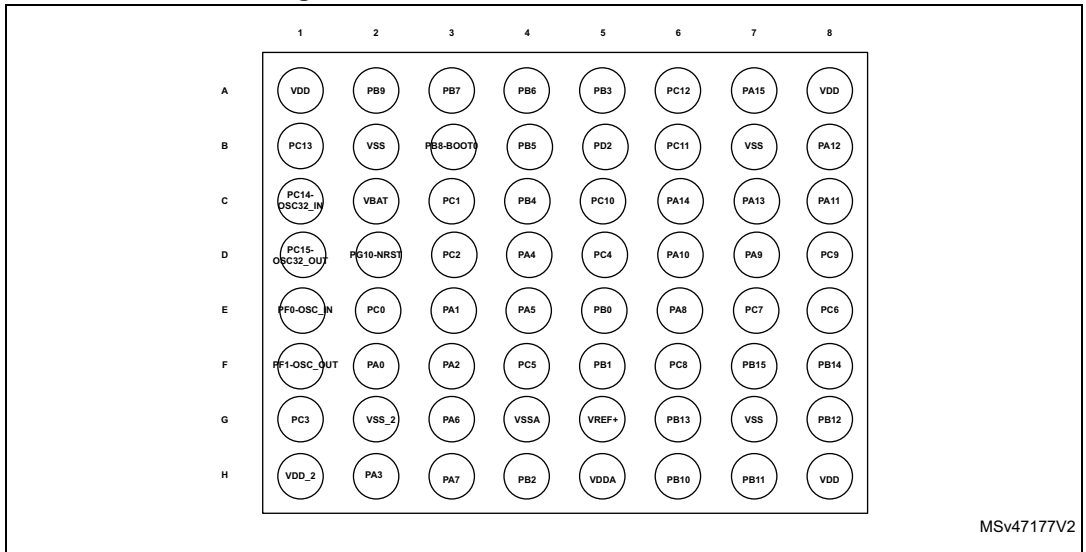 1 2 3 4 5 6 7 8
A VDD PB9 PB7 PB6 PB3 PC12 PA15 VDD
B PC13 VSS PB8-BOOT0 PB5 PD2 PC11 VSS PA12
C PC14-OSC32_IN VBAT PC1 PB4 PC10 PA14 PA13 PA11
D PC15-OSC32_OUT PG10-NRST PC2 PA4 PC4 PA10 PA9 PC9
E PF0-OSC_IN PC0 PA1 PA5 PB0 PA8 PC7 PC6
F PF1-OSC_OUT PA0 PA2 PC5 PB1 PC8 PB15 PB14
G PC3 VSS_2 PA6 VSSA VREF+ PB13 VSS PB12
H VDD_2 PA3 PA7 PB2 VDDA PB10 PB11 VDD
MSv47177V2